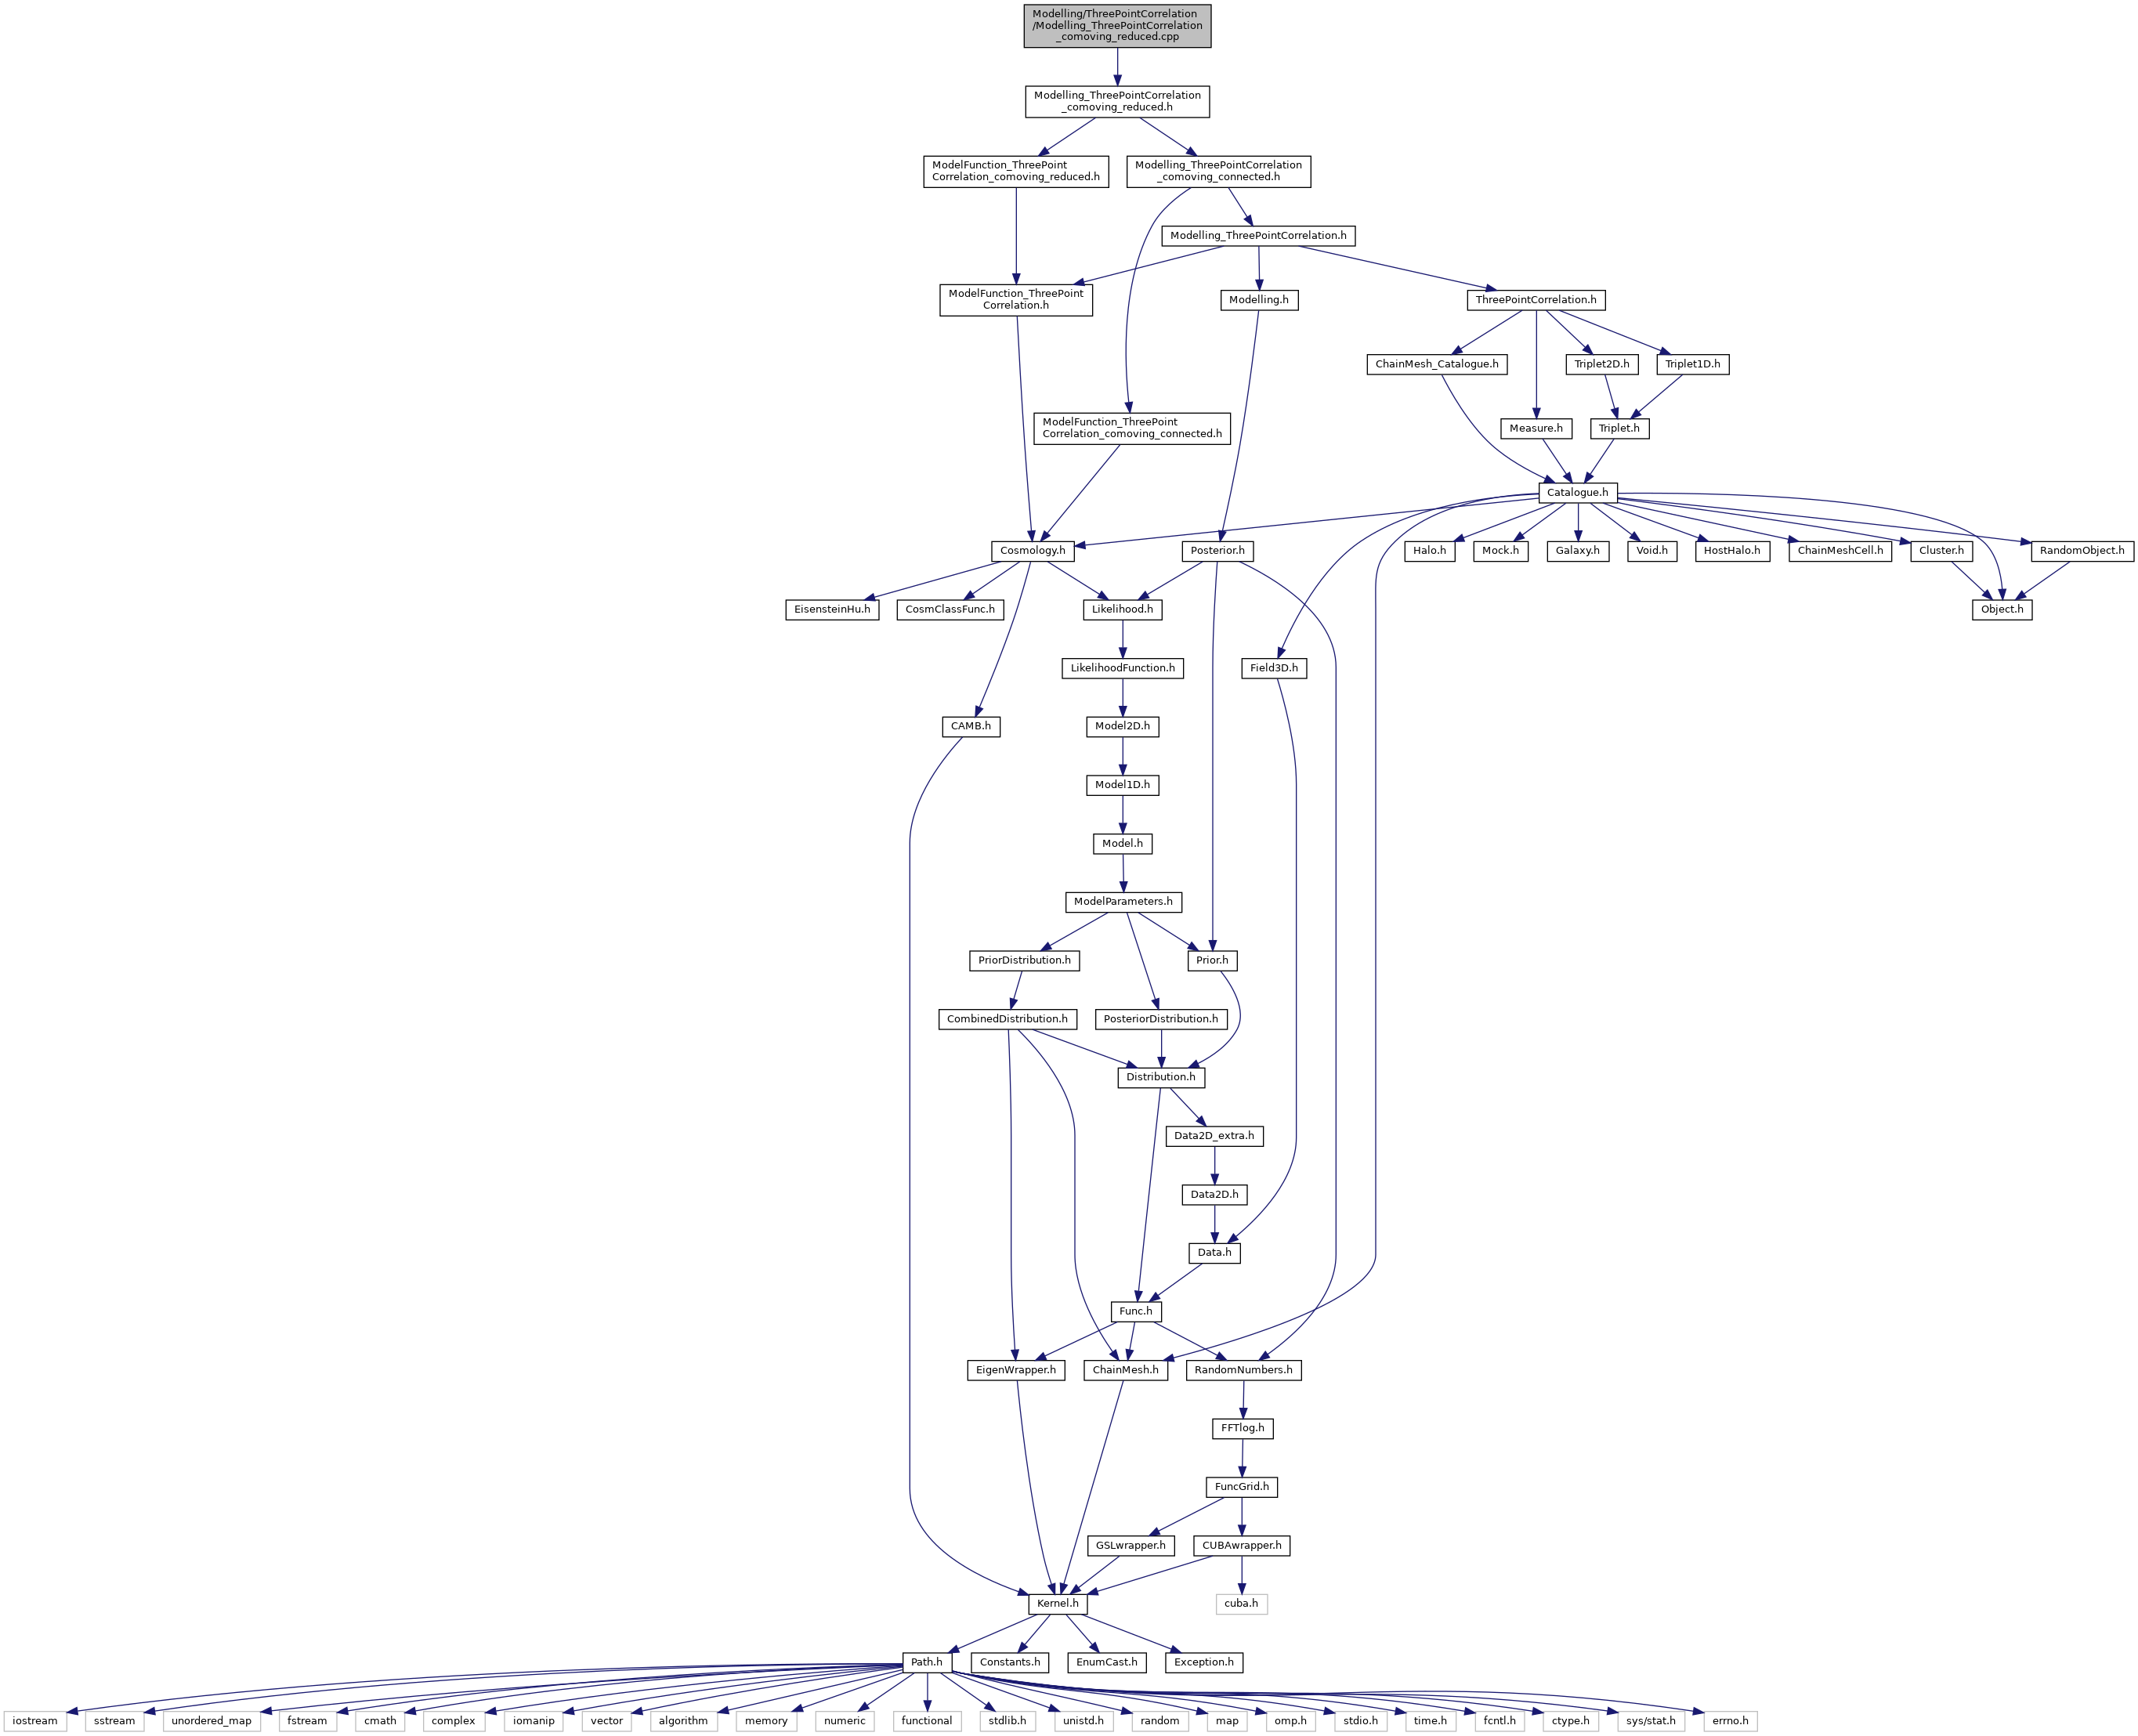 Modelling/ThreePointCorrelation
/Modelling_ThreePointCorrelation
_comoving_reduced.cpp
Modelling_ThreePointCorrelation
_comoving_reduced.h
ModelFunction_ThreePoint
Correlation_comoving_reduced.h
Modelling_ThreePointCorrelation
_comoving_connected.h
Modelling_ThreePointCorrelation.h
ModelFunction_ThreePoint
Correlation.h
Modelling.h
ThreePointCorrelation.h
ChainMesh_Catalogue.h
Triplet2D.h
Triplet1D.h
ModelFunction_ThreePoint
Correlation_comoving_connected.h
Measure.h
Triplet.h
Catalogue.h
Cosmology.h
Posterior.h
Halo.h
Mock.h
Galaxy.h
Void.h
HostHalo.h
ChainMeshCell.h
Cluster.h
RandomObject.h
EisensteinHu.h
CosmClassFunc.h
Likelihood.h
Object.h
LikelihoodFunction.h
Field3D.h
CAMB.h
Model2D.h
Model1D.h
Model.h
ModelParameters.h
PriorDistribution.h
Prior.h
CombinedDistribution.h
PosteriorDistribution.h
Distribution.h
Data2D_extra.h
Data2D.h
Data.h
Func.h
EigenWrapper.h
ChainMesh.h
RandomNumbers.h
FFTlog.h
FuncGrid.h
GSLwrapper.h
CUBAwrapper.h
Kernel.h
cuba.h
Path.h
Constants.h
EnumCast.h
Exception.h
iostream
sstream
unordered_map
fstream
cmath
complex
iomanip
vector
algorithm
memory
numeric
functional
stdlib.h
unistd.h
random
map
omp.h
stdio.h
time.h
fcntl.h
ctype.h
sys/stat.h
errno.h